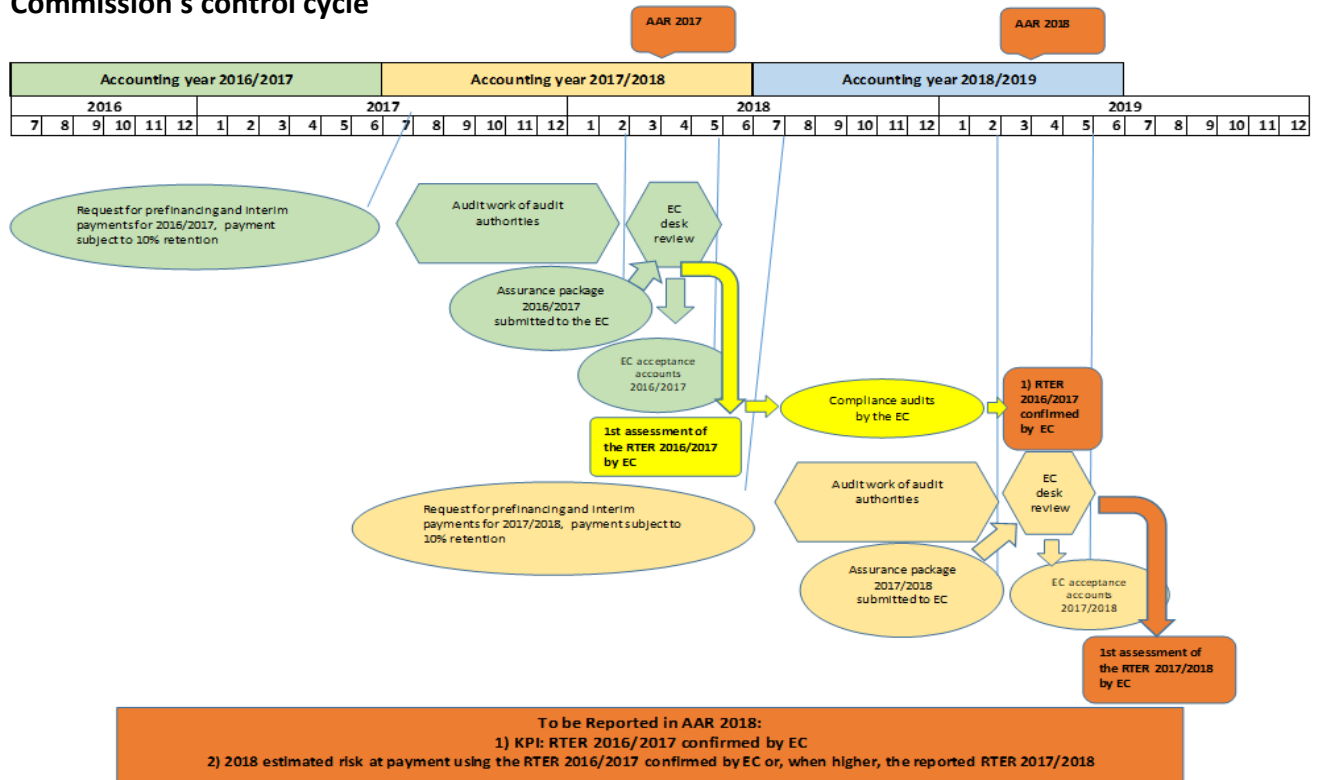 Commission's control cycle
AAR 2017
AAR 2018
Accounting year 2016/2017
Accounting year 2017/2018
Accounting year 2018/2019
2016
2017
2018
2019
7 8 9 10 11 12 1 2 3 4 5 6 7 8 9 10 11 12 1 2 3 4 5 6 7 8 9 10 11 12 1 2 3 4 5 6 7 8 9 10 11 12
Request for prefinancing and interim
payments for 2016/2017, payment
subject to 10% retention
Audit work of audit
authorities
EC
desk
review
Assurance package
2016/2017
submitted to the EC
EC acceptance
accounts
2016/2017
1st assessment of
the RTER 2016/2017
by EC
Compliance audits
by the EC
1) RTER
2016/2017
confirmed
by EC
Request for prefinancing and interim
payments for 2017/2018, payment subject to
10% retention
Audit work of audit
authorities
EC
desk
review
Assurance package
2017/2018
submitted to EC
EC acceptance
accounts
2017/2018
1st assessment of
the RTER 2017/2018
by EC
To be Reported in AAR 2018:
1) KPI: RTER 2016/2017 confirmed by EC
2) 2018 estimated risk at payment using the RTER 2016/2017 confirmed by EC or, when higher, the reported RTER 2017/2018